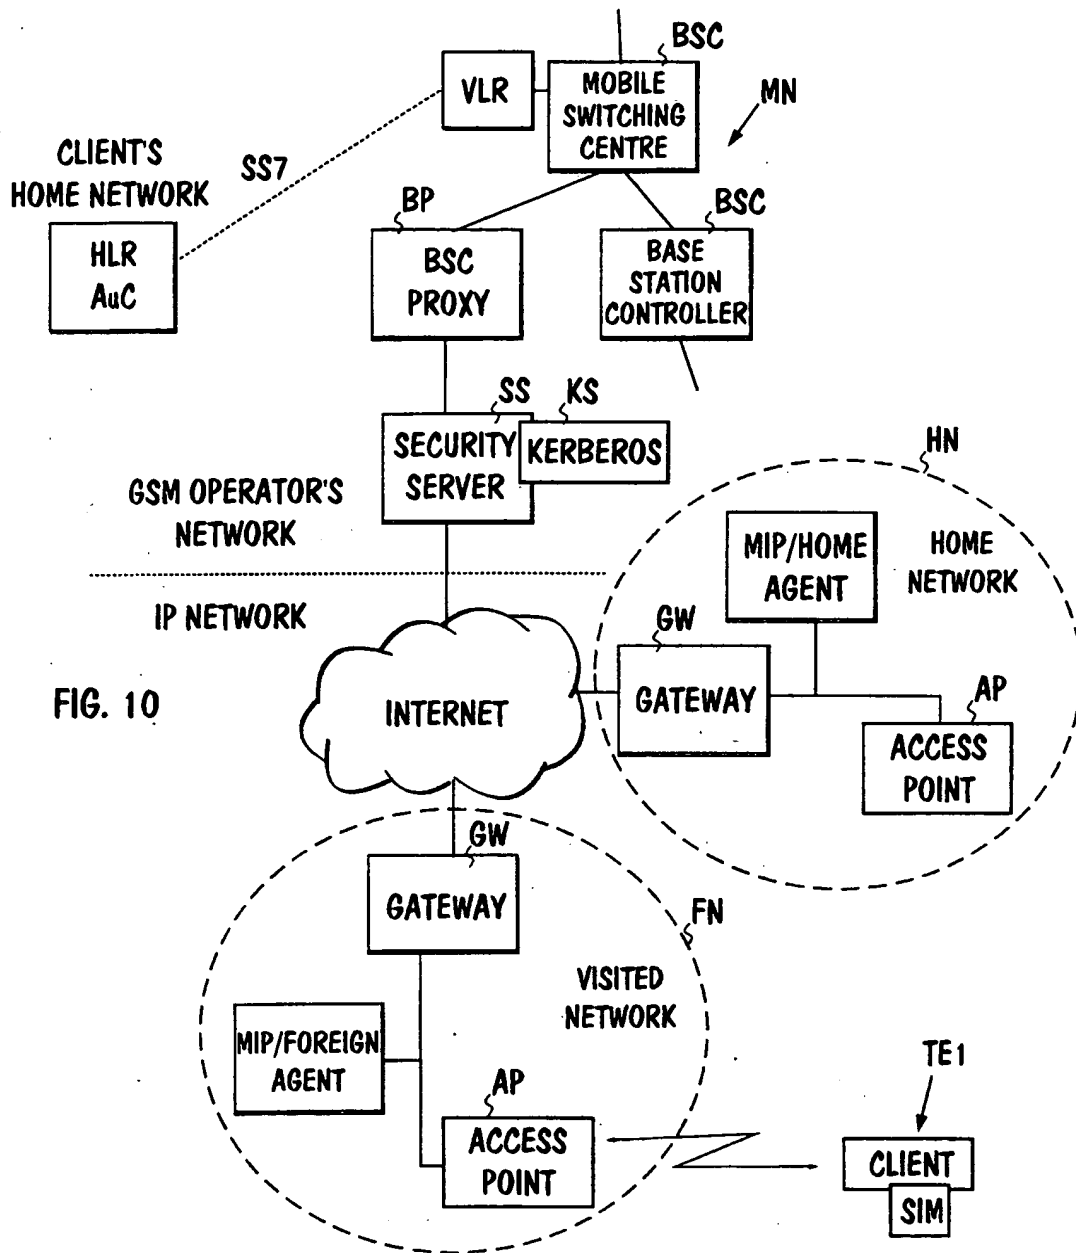 BSC
VLR
MOBILE
SWITCHING
CENTRE
MN
CLIENT'S
HOME NETWORK
SS7
HLR
AuC
BP
BSC
PROXY
BSC
BASE
STATION
CONTROLLER
SS
KS
SECURITY
SERVER
KERBEROS
GSM OPERATOR'S
NETWORK
IP NETWORK
HN
MIP/HOME
AGENT
HOME
NETWORK
GW
GATEWAY
AP
ACCESS
POINT
FIG. 10
INTERNET
GW
GATEWAY
FN
VISITED
NETWORK
MIP/FOREIGN
AGENT
AP
ACCESS
POINT
TE1
CLIENT
SIM